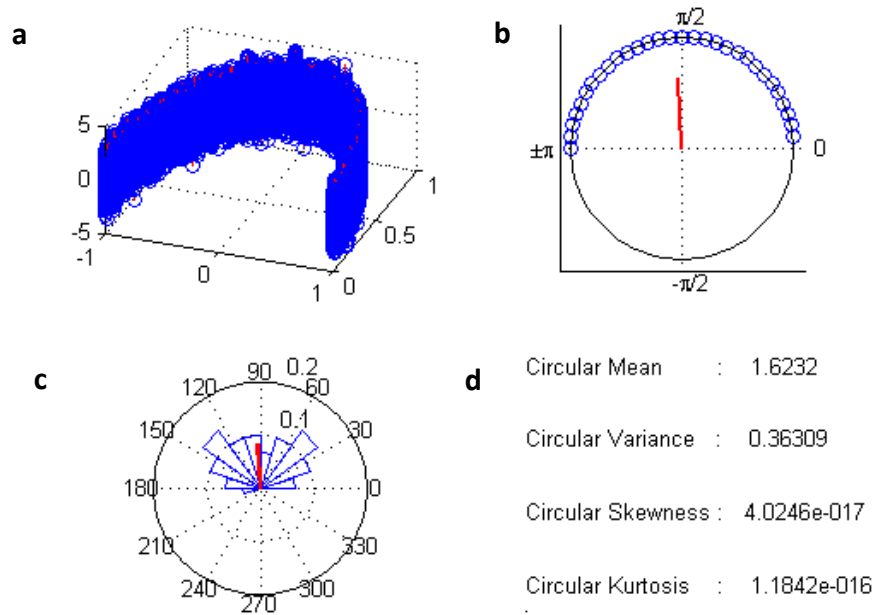 a
5
0
-5
-1
0
1
0
0.5
1
b
π/2
±π
0
-π/2
c
90
0.2
120
60
0.1
150
30
180
0
210
330
240
300
270
d
Circular Mean : 1.6232
Circular Variance : 0.36309
Circular Skewness : 4.0246e-017
Circular Kurtosis : 1.1842e-016